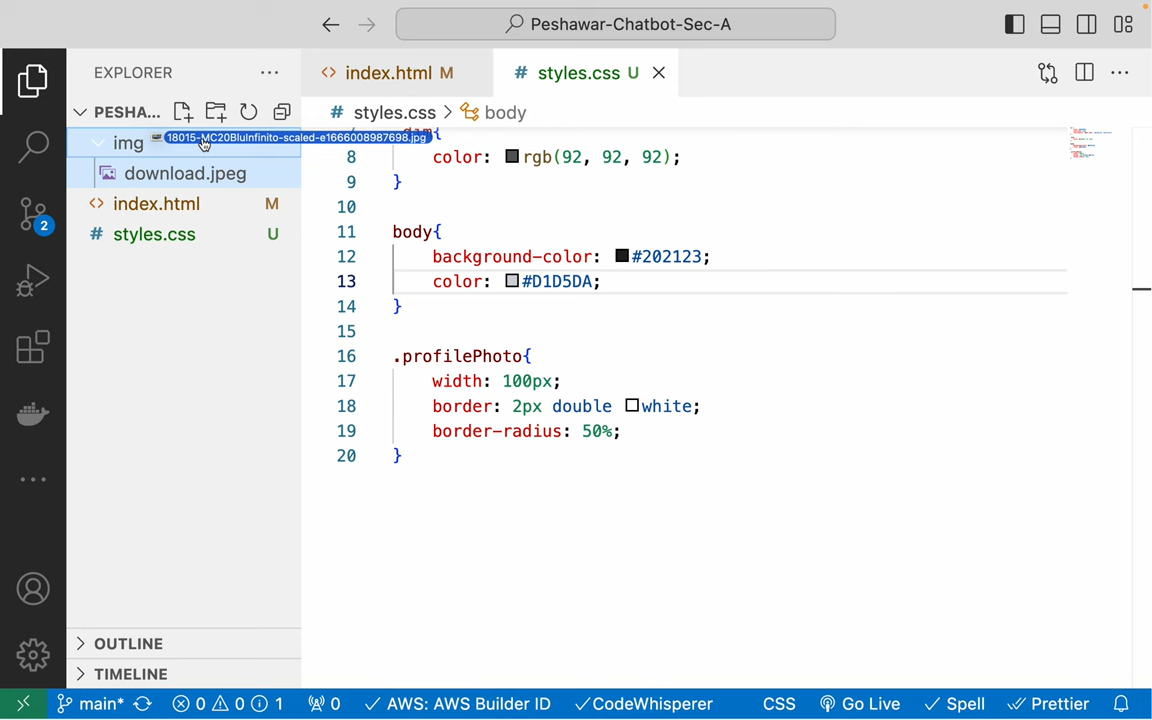 Peshawar-Chatbot-Sec-A
EXPLORER
PESHA...
img
18015-MC20BluInfinito-scaled-e1666008987698.jpg
download.jpeg
index.html M
styles.css U
OUTLINE
TIMELINE
index.html M
styles.css U
styles.css > body
.dim{
8 color: rgb(92, 92, 92);
9 }
10
11 body{
12 background-color: #202123;
13 color: #D1D5DA;
14 }
15
16 .profilePhoto{
17 width: 100px;
18 border: 2px double white;
19 border-radius: 50%;
20 }
2
main* 0 0 1 0 AWS: AWS Builder ID CodeWhisperer CSS Go Live Spell Prettier